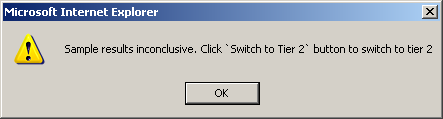 Microsoft Internet Explorer
Sample results inconclusive. Click `Switch to Tier 2` button to switch to tier 2
OK